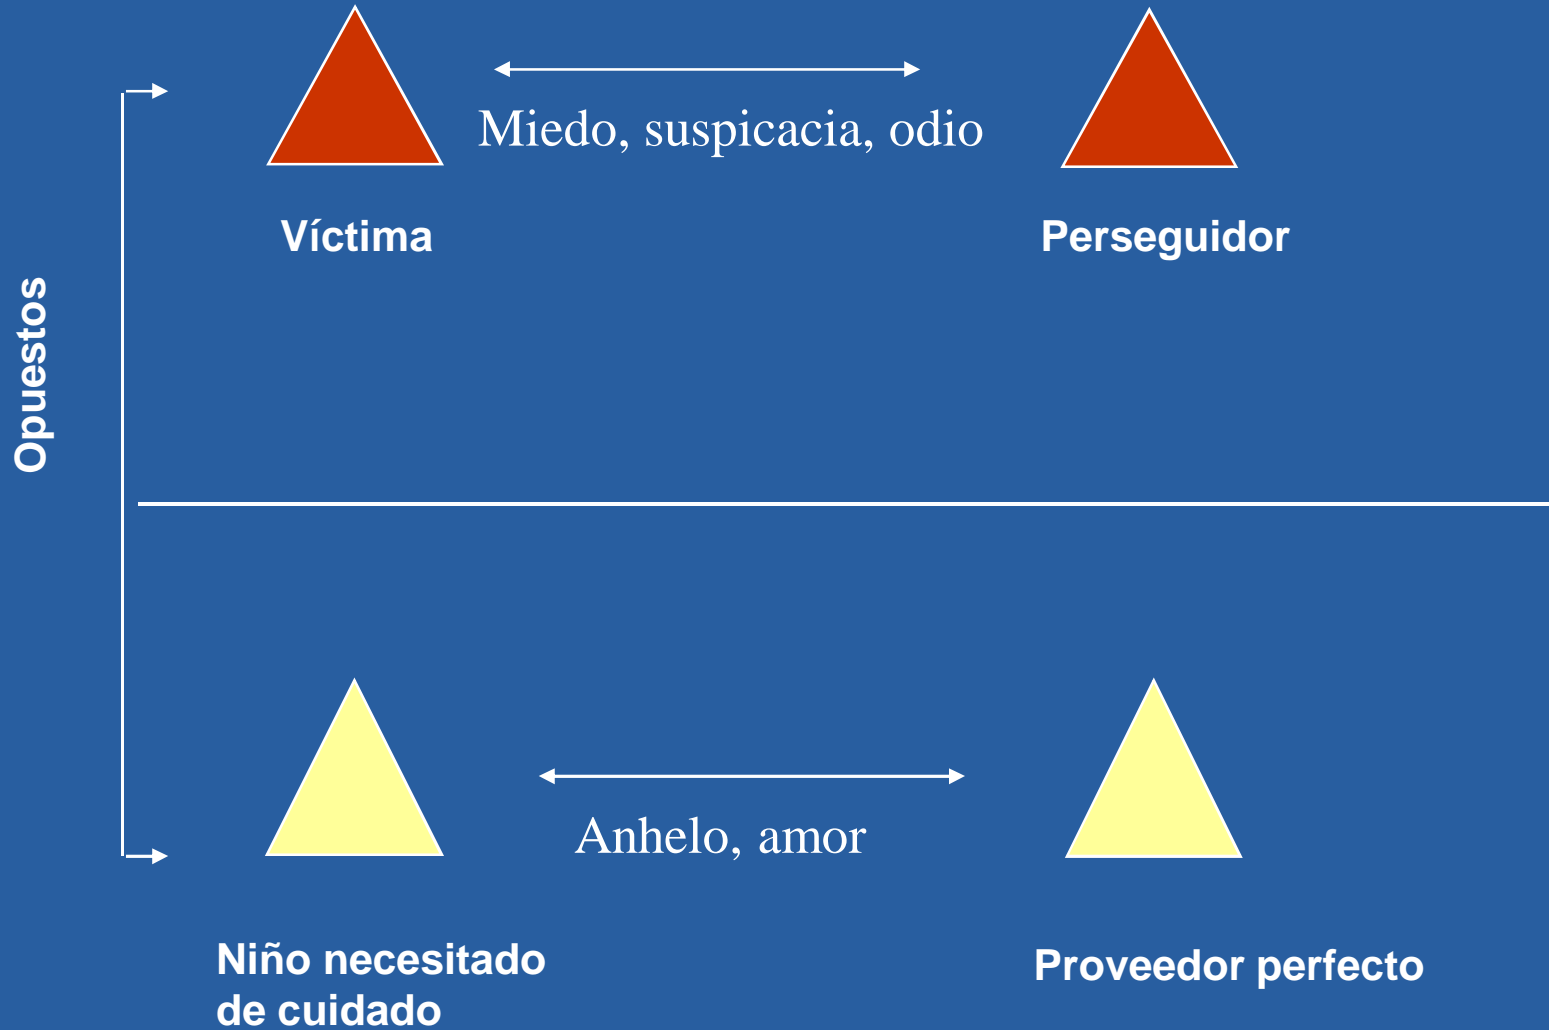 Miedo, suspicacia, odio
Víctima
Perseguidor
Opuestos
Anhelo, amor
Niño necesitado
de cuidado
Proveedor perfecto